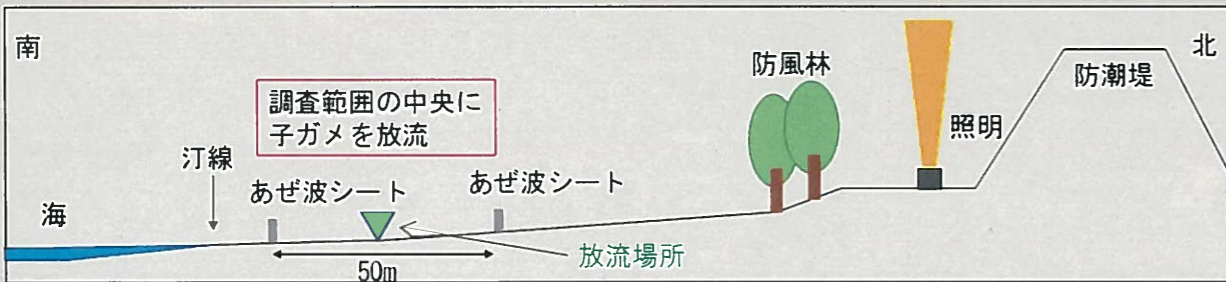 南
北
防風林
防潮堤
調査範囲の中央に
子ガメを放流
照明
汀線
あぜ波シート
あぜ波シート
海
放流場所
50m